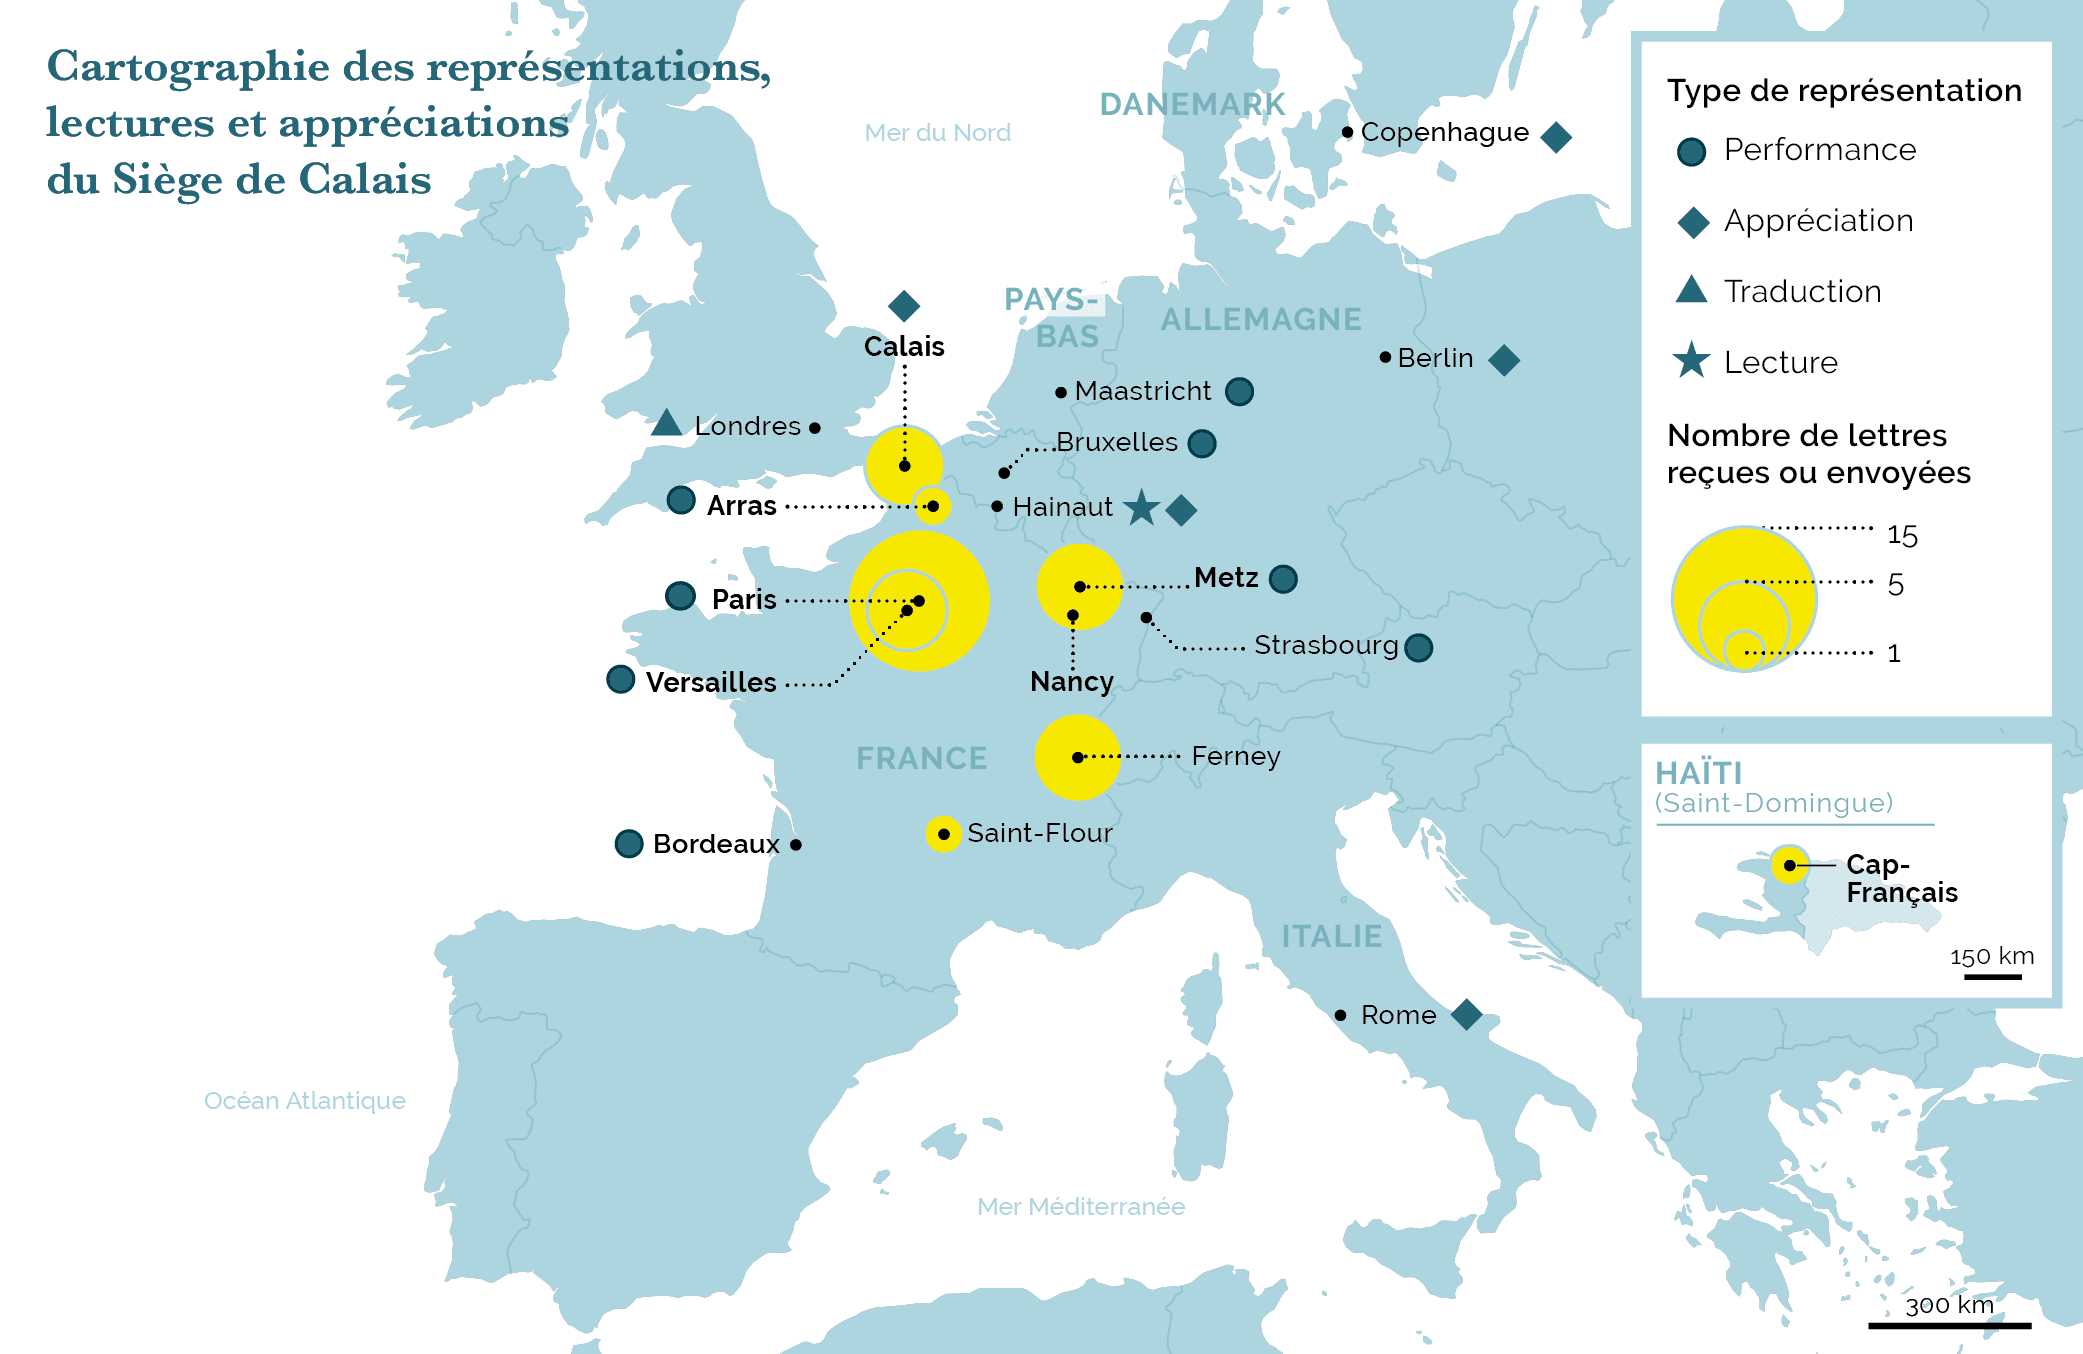 Cartographie des représentations,
lectures et appréciations
du Siège de Calais
Mer du Nord
DANEMARK
Copenhague
PAYS-
BAS
ALLEMAGNE
Calais
Berlin
Maastricht
Londres
Bruxelles
Arras
Hainaut
Paris
Metz
Strasbourg
Versailles
Nancy
FRANCE
Ferney
Saint-Flour
Bordeaux
ITALIE
Rome
Océan Atlantique
Mer Méditerranée
Type de représentation
Performance
Appréciation
Traduction
Lecture
Nombre de lettres
reçues ou envoyées
15
5
1
HAÏTI
(Saint-Domingue)
Cap-
Français
150 km
300 km